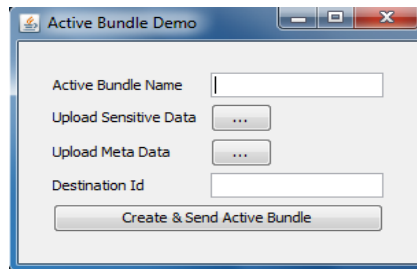 Active Bundle Demo
Active Bundle Name
Upload Sensitive Data ...
Upload Meta Data ...
Destination Id
Create & Send Active Bundle